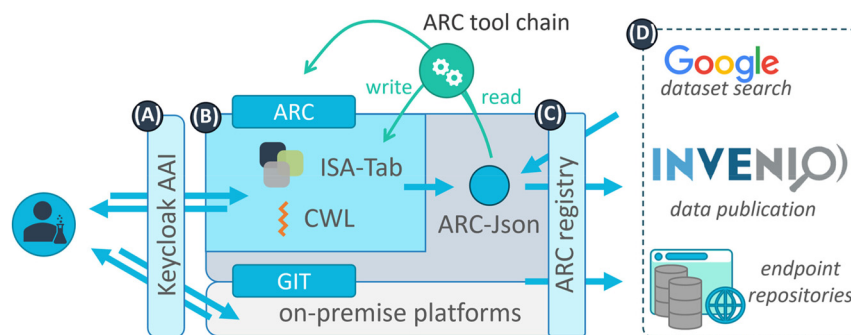 ARC tool chain
(D)
Google
dataset search
write
read
(A)
(B)
ARC
(C)
Keycloak AAI
ISA-Tab
CWL
ARC-Json
ARC registry
INVENIO
data publication
GIT
on-premise platforms
endpoint
repositories